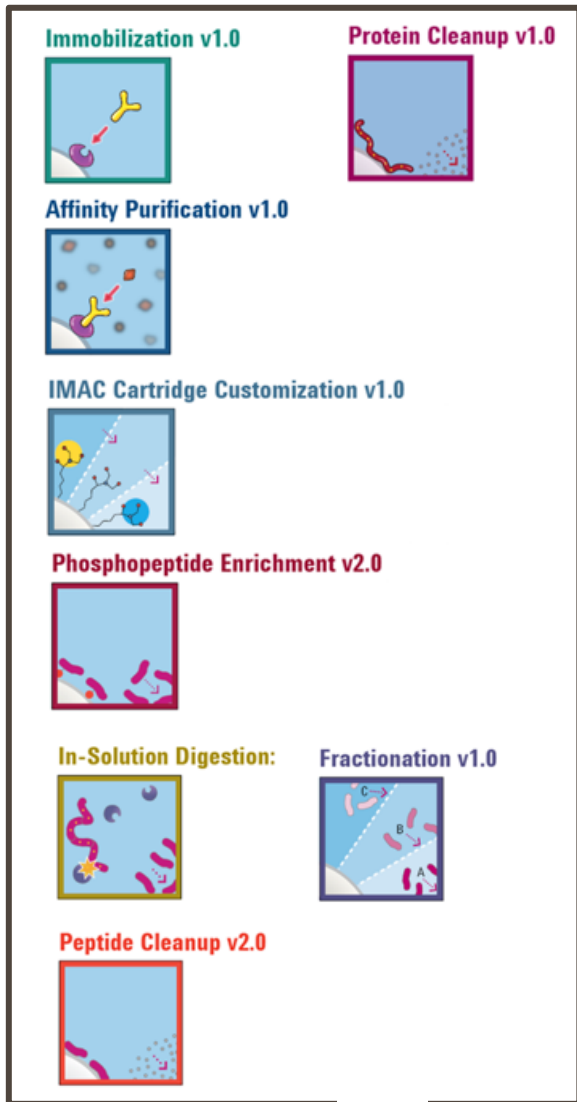 Immobilization v1.0
Protein Cleanup v1.0
Affinity Purification v1.0
IMAC Cartridge Customization v1.0
Phosphopeptide Enrichment v2.0
In-Solution Digestion:
Fractionation v1.0
C
B
A
Peptide Cleanup v2.0